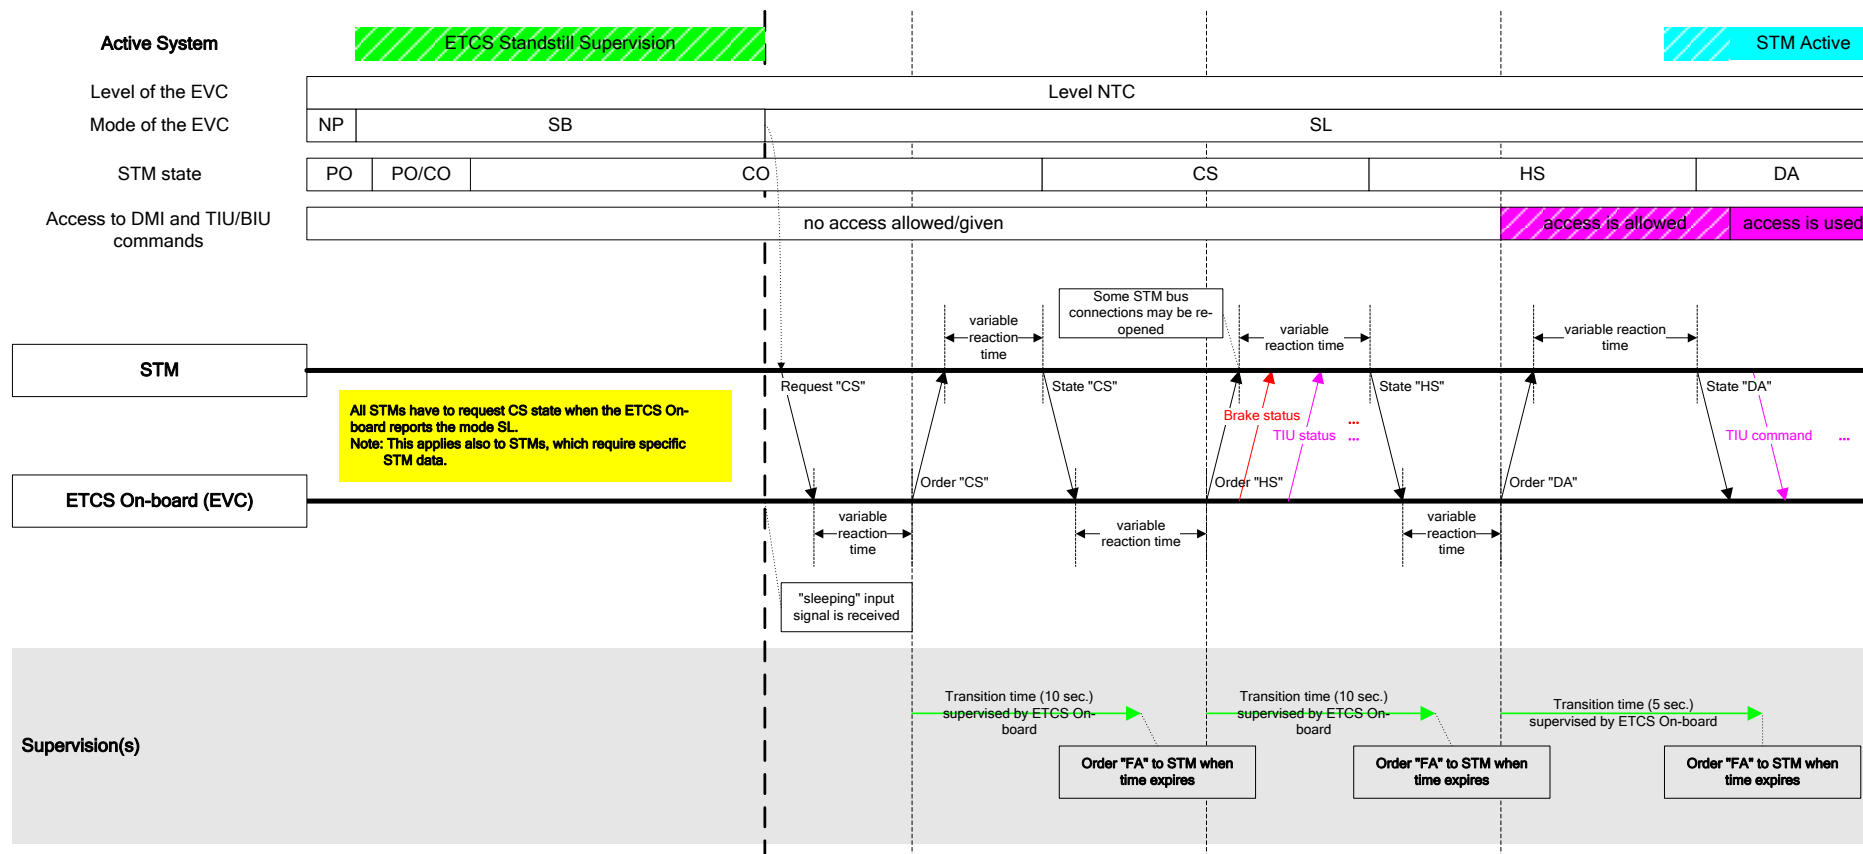 Active System
ETCS Standstill Supervision
STM Active
Level of the EVC
Level NTC
Mode of the EVC
NP
SB
SL
STM state
PO
PO/CO
CO
CS
HS
DA
Access to DMI and TIU/BIU
commands
no access allowed/given
access is allowed
access is used
Some STM bus
connections may be re-
opened
variable
reaction
time
variable
reaction time
variable reaction
time
STM
Request "CS"
State "CS"
State "HS"
State "DA"
All STMs have to request CS state when the ETCS On-
board reports the mode SL.
Note: This applies also to STMs, which require specific
STM data.
Brake status
...
TIU status
...
TIU command
...
ETCS On-board (EVC)
Order "CS"
Order "HS"
Order "DA"
variable
reaction
time
variable
reaction time
variable
reaction
time
"sleeping" input
signal is received
Supervision(s)
Transition time (10 sec.)
supervised by ETCS On-
board
Transition time (10 sec.)
supervised by ETCS On-
board
Transition time (5 sec.)
supervised by ETCS On-board
Order "FA" to STM when
time expires
Order "FA" to STM when
time expires
Order "FA" to STM when
time expires